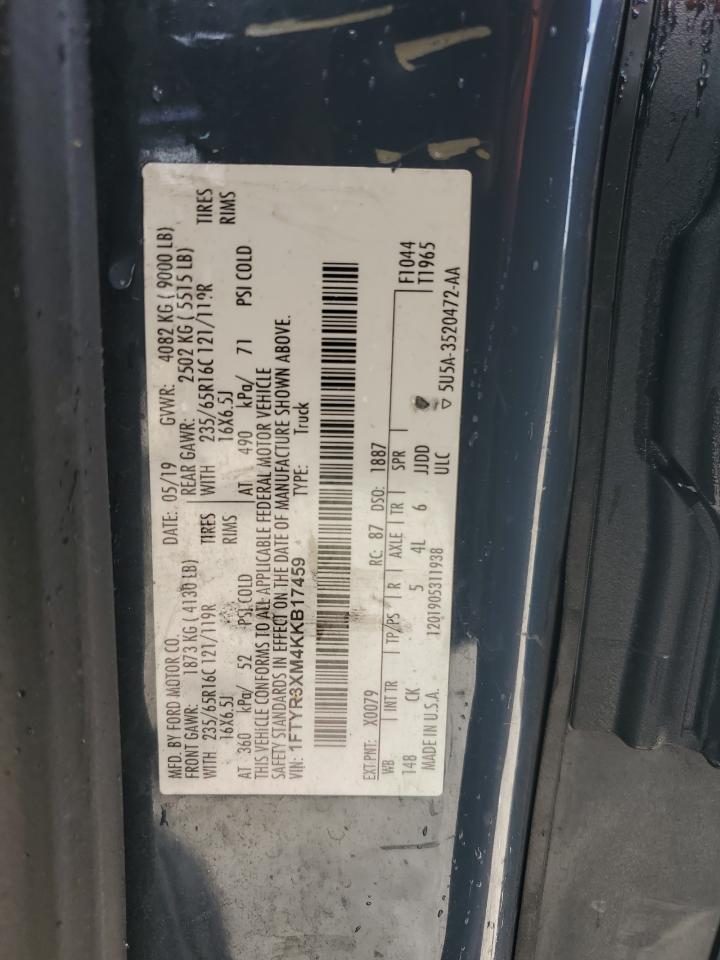 MFD. BY FORD MOTOR CO.
DATE: 05/19 GVWR: 4082 KG ( 9000 LB)
FRONT GAWR: 1873 KG ( 4130 LB)
REAR GAWR: 2502 KG ( 5515 LB)
WITH 235/65R16C 121/119R TIRES
WITH 235/65R16C 121/119R TIRES
16X6.5J RIMS
16X6.5J RIMS
AT 360 kPa/ 52 PSI COLD
AT 490 kPa/ 71 PSI COLD
THIS VEHICLE CONFORMS TO ALL APPLICABLE FEDERAL MOTOR VEHICLE
SAFETY STANDARDS IN EFFECT ON THE DATE OF MANUFACTURE SHOWN ABOVE.
VIN: 1FTYR3XM4KKB17459 TYPE: Truck
EXT PNT: X0079 RC: 87 DSO: 1887
WB INT TR TP/PS R AXLE TR SPR F1044
148 CK 5 4L 6 JJDD T1965
ULC
MADE IN U.S.A. 1201905311938 5U5A-3520472-AA